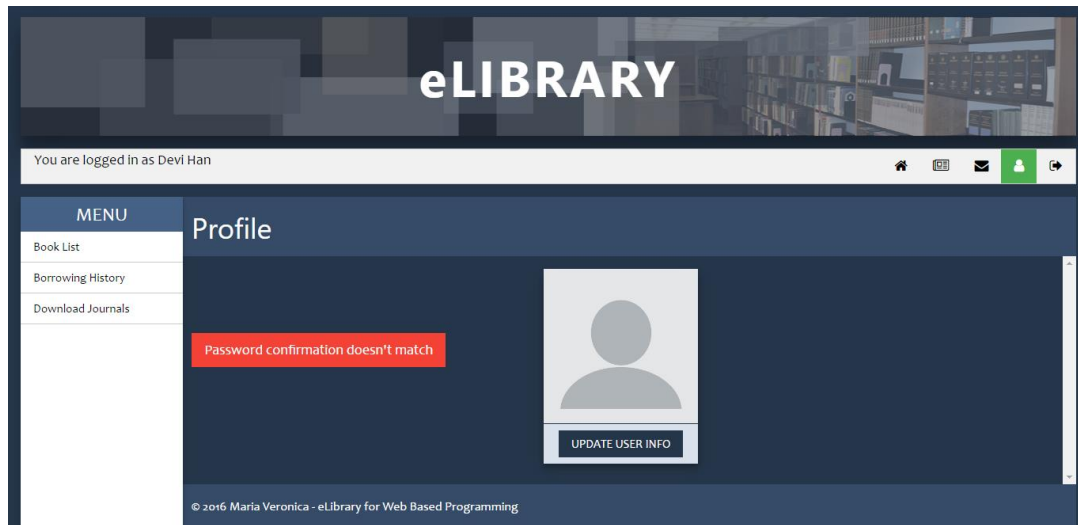 eLIBRARY
You are logged in as Devi Han
MENU
Book List
Borrowing History
Download Journals
Profile
Password confirmation doesn't match
UPDATE USER INFO
© 2016 Maria Veronica - eLibrary for Web Based Programming